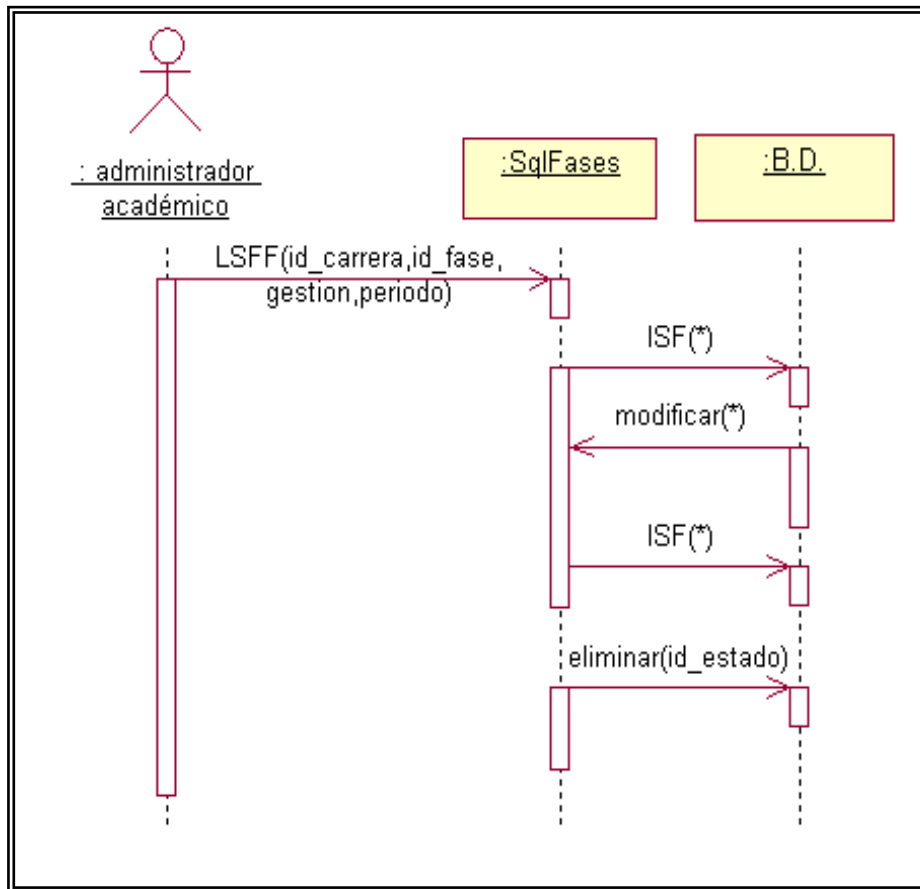 : administrador
académico
:SqlFases
:B.D.
LSFF(id_carrera,id_fase,
gestion,periodo)
ISF(*)
modificar(*)
ISF(*)
eliminar(id_estado)